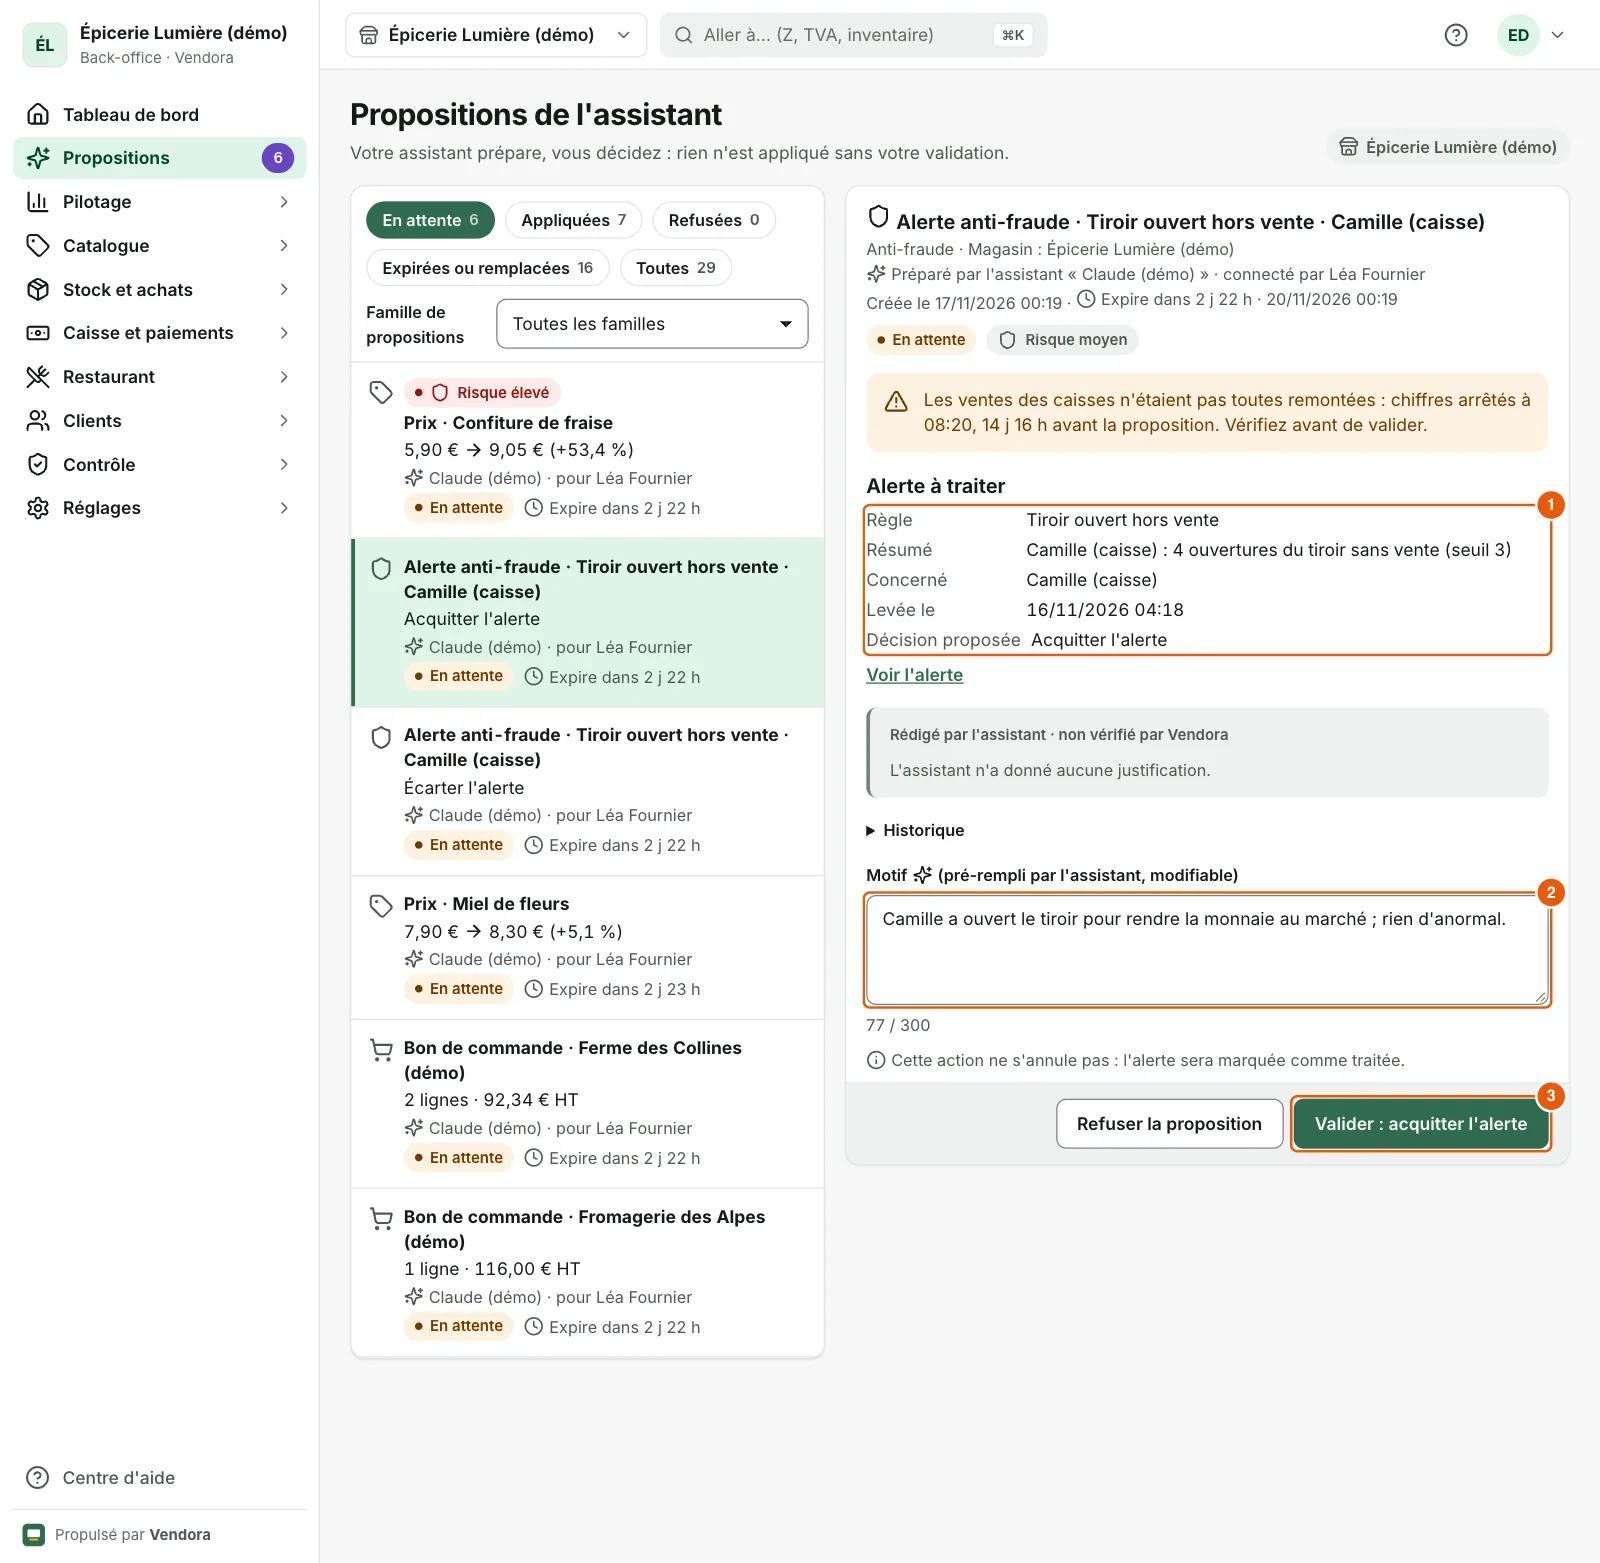 ÉL
Épicerie Lumière (démo)
Back-office · Vendora
Tableau de bord
Propositions
6
Pilotage
Catalogue
Stock et achats
Caisse et paiements
Restaurant
Clients
Contrôle
Réglages
Centre d'aide
Propulsé par Vendora
Épicerie Lumière (démo)
Aller à... (Z, TVA, inventaire)
⌘K
ED
Propositions de l'assistant
Votre assistant prépare, vous décidez : rien n'est appliqué sans votre validation.
Épicerie Lumière (démo)
En attente 6
Appliquées 7
Refusées 0
Expirées ou remplacées 16
Toutes 29
Famille de
propositions
Toutes les familles
Risque élevé
Prix · Confiture de fraise
5,90 € → 9,05 € (+53,4 %)
Claude (démo) · pour Léa Fournier
En attente
Expire dans 2 j 22 h
Alerte anti-fraude · Tiroir ouvert hors vente ·
Camille (caisse)
Acquitter l'alerte
Claude (démo) · pour Léa Fournier
En attente
Expire dans 2 j 22 h
Alerte anti-fraude · Tiroir ouvert hors vente ·
Camille (caisse)
Écarter l'alerte
Claude (démo) · pour Léa Fournier
En attente
Expire dans 2 j 22 h
Prix · Miel de fleurs
7,90 € → 8,30 € (+5,1 %)
Claude (démo) · pour Léa Fournier
En attente
Expire dans 2 j 23 h
Bon de commande · Ferme des Collines
(démo)
2 lignes · 92,34 € HT
Claude (démo) · pour Léa Fournier
En attente
Expire dans 2 j 22 h
Bon de commande · Fromagerie des Alpes
(démo)
1 ligne · 116,00 € HT
Claude (démo) · pour Léa Fournier
En attente
Expire dans 2 j 22 h
Alerte anti-fraude · Tiroir ouvert hors vente · Camille (caisse)
Anti-fraude · Magasin : Épicerie Lumière (démo)
Préparé par l'assistant « Claude (démo) » · connecté par Léa Fournier
Créée le 17/11/2026 00:19 · Expire dans 2 j 22 h · 20/11/2026 00:19
En attente
Risque moyen
Les ventes des caisses n'étaient pas toutes remontées : chiffres arrêtés à
08:20, 14 j 16 h avant la proposition. Vérifiez avant de valider.
Alerte à traiter
1
Règle Tiroir ouvert hors vente
Résumé Camille (caisse) : 4 ouvertures du tiroir sans vente (seuil 3)
Concerné Camille (caisse)
Levée le 16/11/2026 04:18
Décision proposée Acquitter l'alerte
Voir l'alerte
Rédigé par l'assistant · non vérifié par Vendora
L'assistant n'a donné aucune justification.
Historique
Motif (pré-rempli par l'assistant, modifiable)
2
Camille a ouvert le tiroir pour rendre la monnaie au marché ; rien d'anormal.
77 / 300
Cette action ne s'annule pas : l'alerte sera marquée comme traitée.
3
Refuser la proposition
Valider : acquitter l'alerte